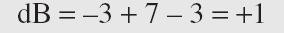 dB = –3 + 7 – 3 = +1